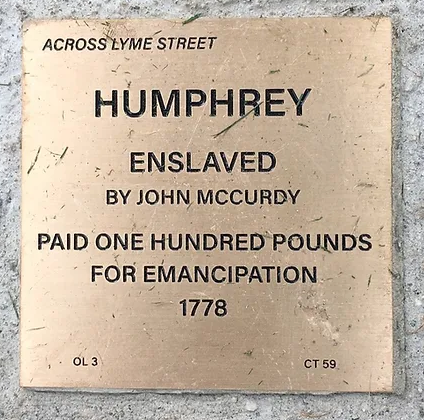 ACROSS LYME STREET
HUMPHREY
ENSLAVED
BY JOHN MCCURDY
PAID ONE HUNDRED POUNDS
FOR EMANCIPATION
1778
OL 3 CT 59